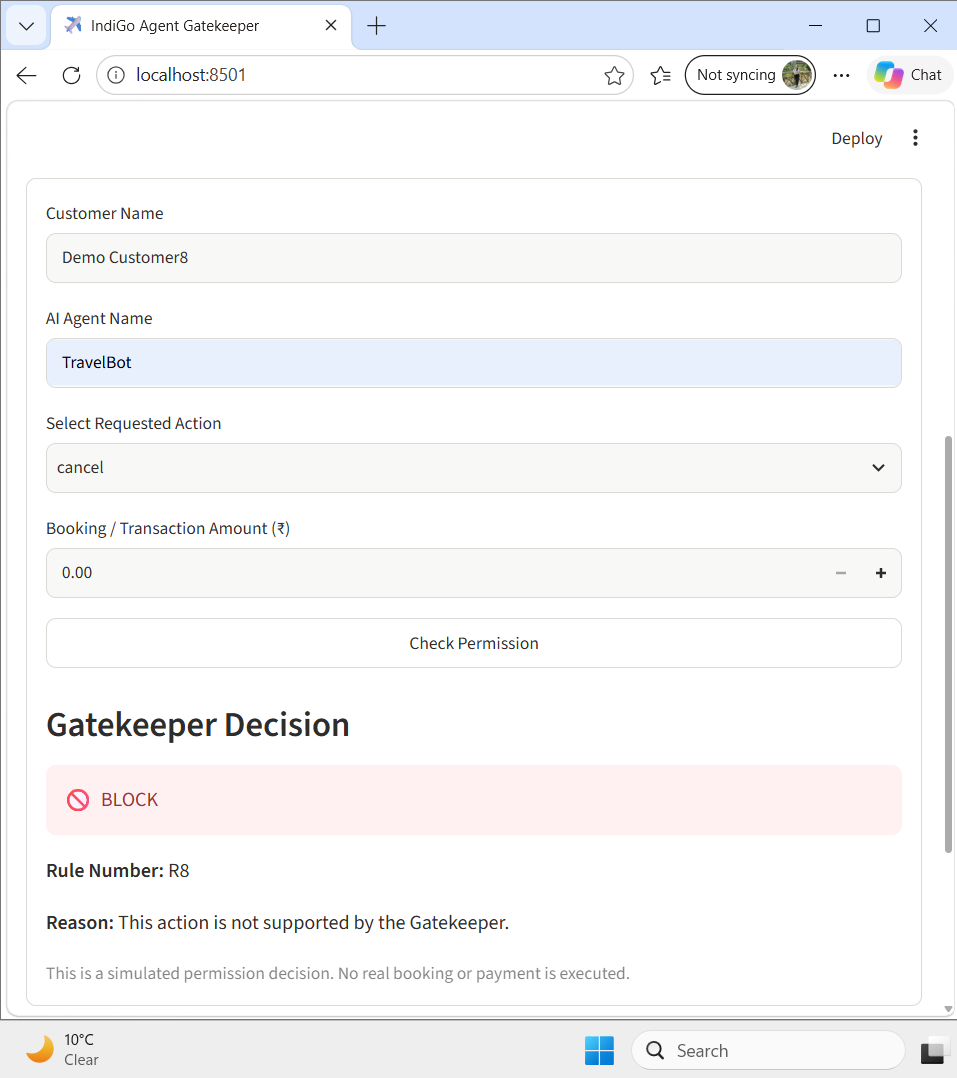 IndiGo Agent Gatekeeper
localhost:8501
Not syncing
Chat
Deploy
Customer Name
Demo Customer8
AI Agent Name
TravelBot
Select Requested Action
cancel
Booking / Transaction Amount (₹)
0.00
Check Permission
Gatekeeper Decision
BLOCK
Rule Number: R8
Reason: This action is not supported by the Gatekeeper.
This is a simulated permission decision. No real booking or payment is executed.
10°C
Clear
Search